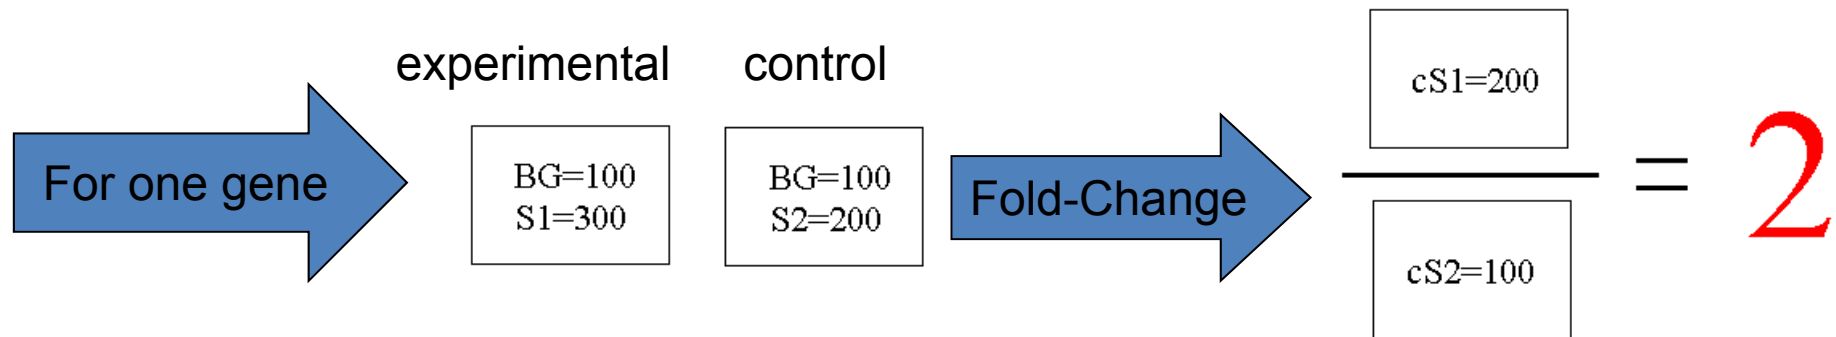 For one gene
experimental
control
BG=100
S1=300
BG=100
S2=200
Fold-Change
cS1=200
cS2=100
= 2